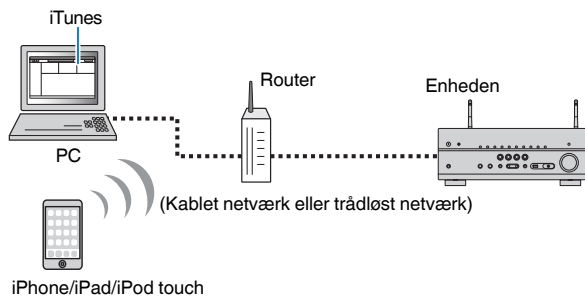 iTunes
Router
Enheden
PC
(Kablet netværk eller trådløst netværk)
iPhone/iPad/iPod touch